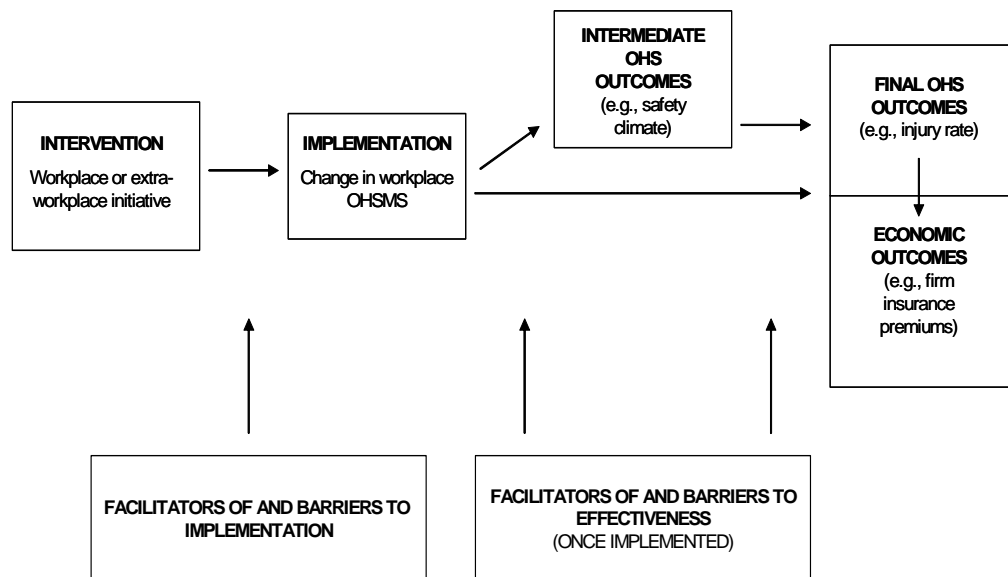 INTERVENTION
Workplace or extra-
workplace initiative
IMPLEMENTATION
Change in workplace
OHSMS
INTERMEDIATE
OHS
OUTCOMES
(e.g., safety
climate)
FINAL OHS
OUTCOMES
(e.g., injury rate)
ECONOMIC
OUTCOMES
(e.g., firm
insurance
premiums)
FACILITATORS OF AND BARRIERS TO
IMPLEMENTATION
FACILITATORS OF AND BARRIERS TO
EFFECTIVENESS
(ONCE IMPLEMENTED)